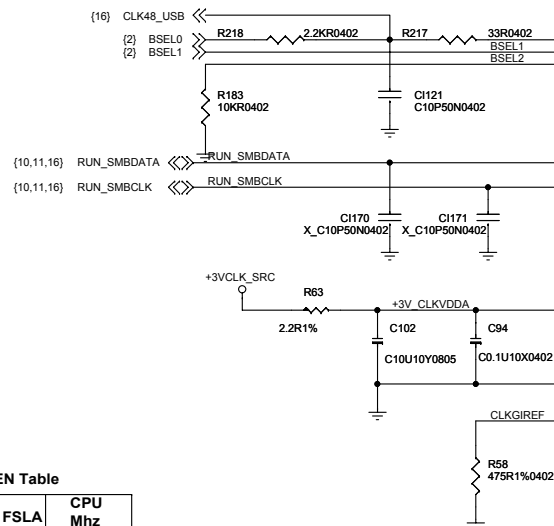 {16} CLK48_USB
{2} BSEL0 R218 2.2KR0402 R217 33R0402
{2} BSEL1 BSEL1
BSEL2
R183
10KR0402
CI121
C10P50N0402
{10,11,16} RUN_SMBDATA RUN_SMBDATA
{10,11,16} RUN_SMBCLK RUN_SMBCLK
CI170
X_C10P50N0402
CI171
X_C10P50N0402
+3VCLK_SRC
R63
2.2R1%
+3V_CLKVDDA
C102
C10U10Y0805
C94
C0.1U10X0402
CLKGIREF
R58
475R1%0402
EN Table
FSLA
CPU
Mhz